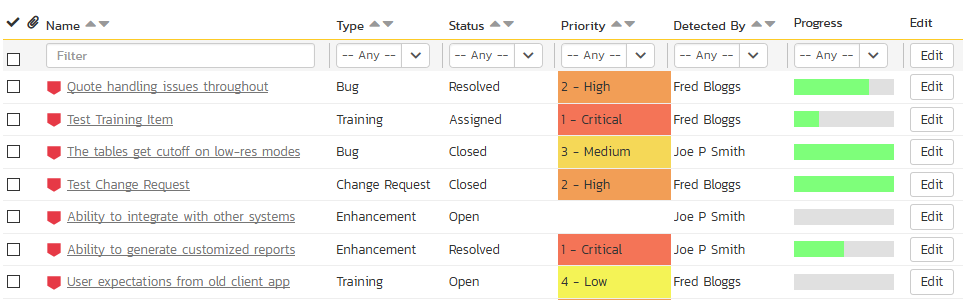 Name Type Status Priority Detected By Progress Edit
Filter -- Any -- -- Any -- -- Any -- -- Any -- -- Any -- Edit
Quote handling issues throughout Bug Resolved 2 - High Fred Bloggs Edit
Test Training Item Training Assigned 1 - Critical Fred Bloggs Edit
The tables get cutoff on low-res modes Bug Closed 3 - Medium Joe P Smith Edit
Test Change Request Change Request Closed 2 - High Fred Bloggs Edit
Ability to integrate with other systems Enhancement Open Joe P Smith Edit
Ability to generate customized reports Enhancement Resolved 1 - Critical Joe P Smith Edit
User expectations from old client app Training Open 4 - Low Fred Bloggs Edit